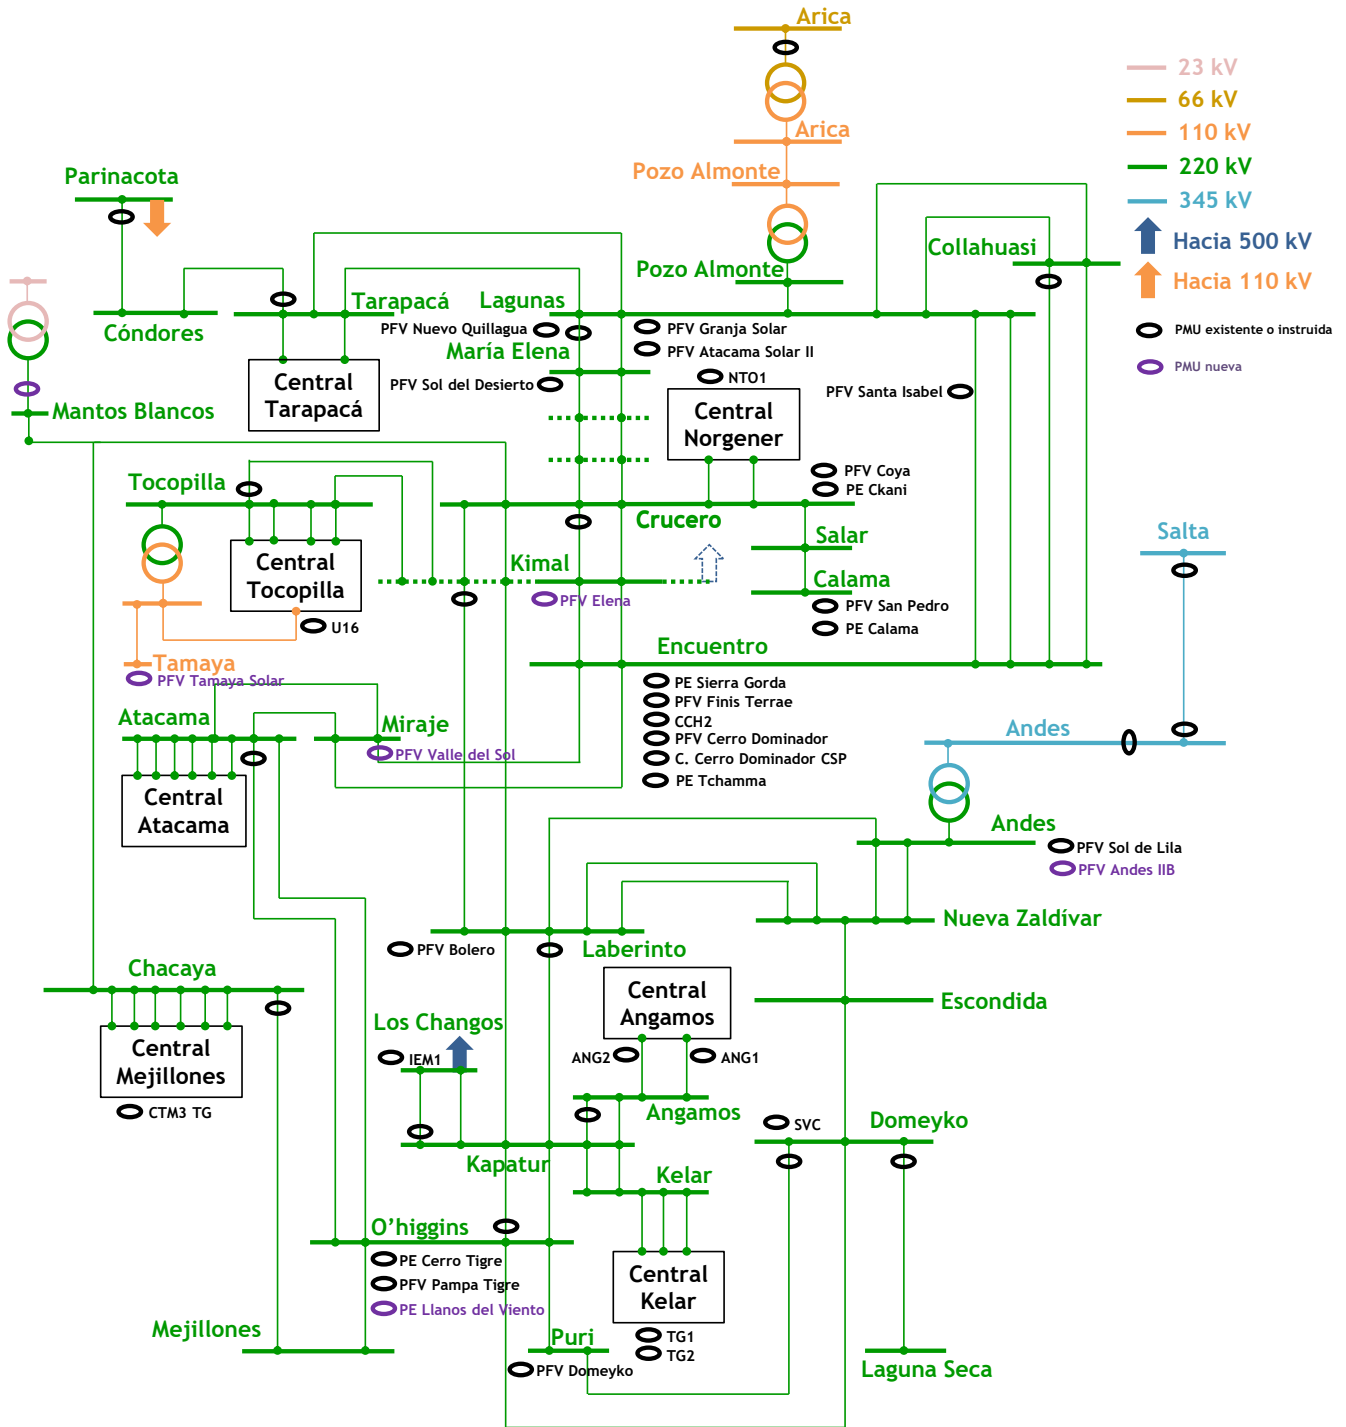 Arica
23 kV
66 kV
110 kV
220 kV
345 kV
Hacia 500 kV
Hacia 110 kV
PMU existente o instruida
PMU nueva
Arica
Pozo Almonte
Parinacota
Collahuasi
Pozo Almonte
Tarapacá
Lagunas
Cóndores
PFV Nuevo Quillagua
PFV Granja Solar
María Elena
PFV Atacama Solar II
Central
Tarapacá
PFV Sol del Desierto
NTO1
PFV Santa Isabel
Mantos Blancos
Central
Norgener
Tocopilla
PFV Coya
PE Ckani
Crucero
Salar
Salta
Central
Tocopilla
Kimal
Calama
PFV Elena
PFV San Pedro
U16
PE Calama
Encuentro
Tamaya
PFV Tamaya Solar
PE Sierra Gorda
PFV Finis Terrae
CCH2
PFV Cerro Dominador
C. Cerro Dominador CSP
PE Tchamma
Atacama
Miraje
PFV Valle del Sol
Andes
Central
Atacama
Andes
PFV Sol de Lila
PFV Andes IIB
Nueva Zaldívar
PFV Bolero
Laberinto
Chacaya
Central
Angamos
Escondida
Los Changos
IEM1
ANG2
ANG1
Central
Mejillones
CTM3 TG
Angamos
SVC
Domeyko
Kapatur
Kelar
O'higgins
PE Cerro Tigre
PFV Pampa Tigre
PE Llanos del Viento
Central
Kelar
Mejillones
Puri
TG1
TG2
PFV Domeyko
Laguna Seca